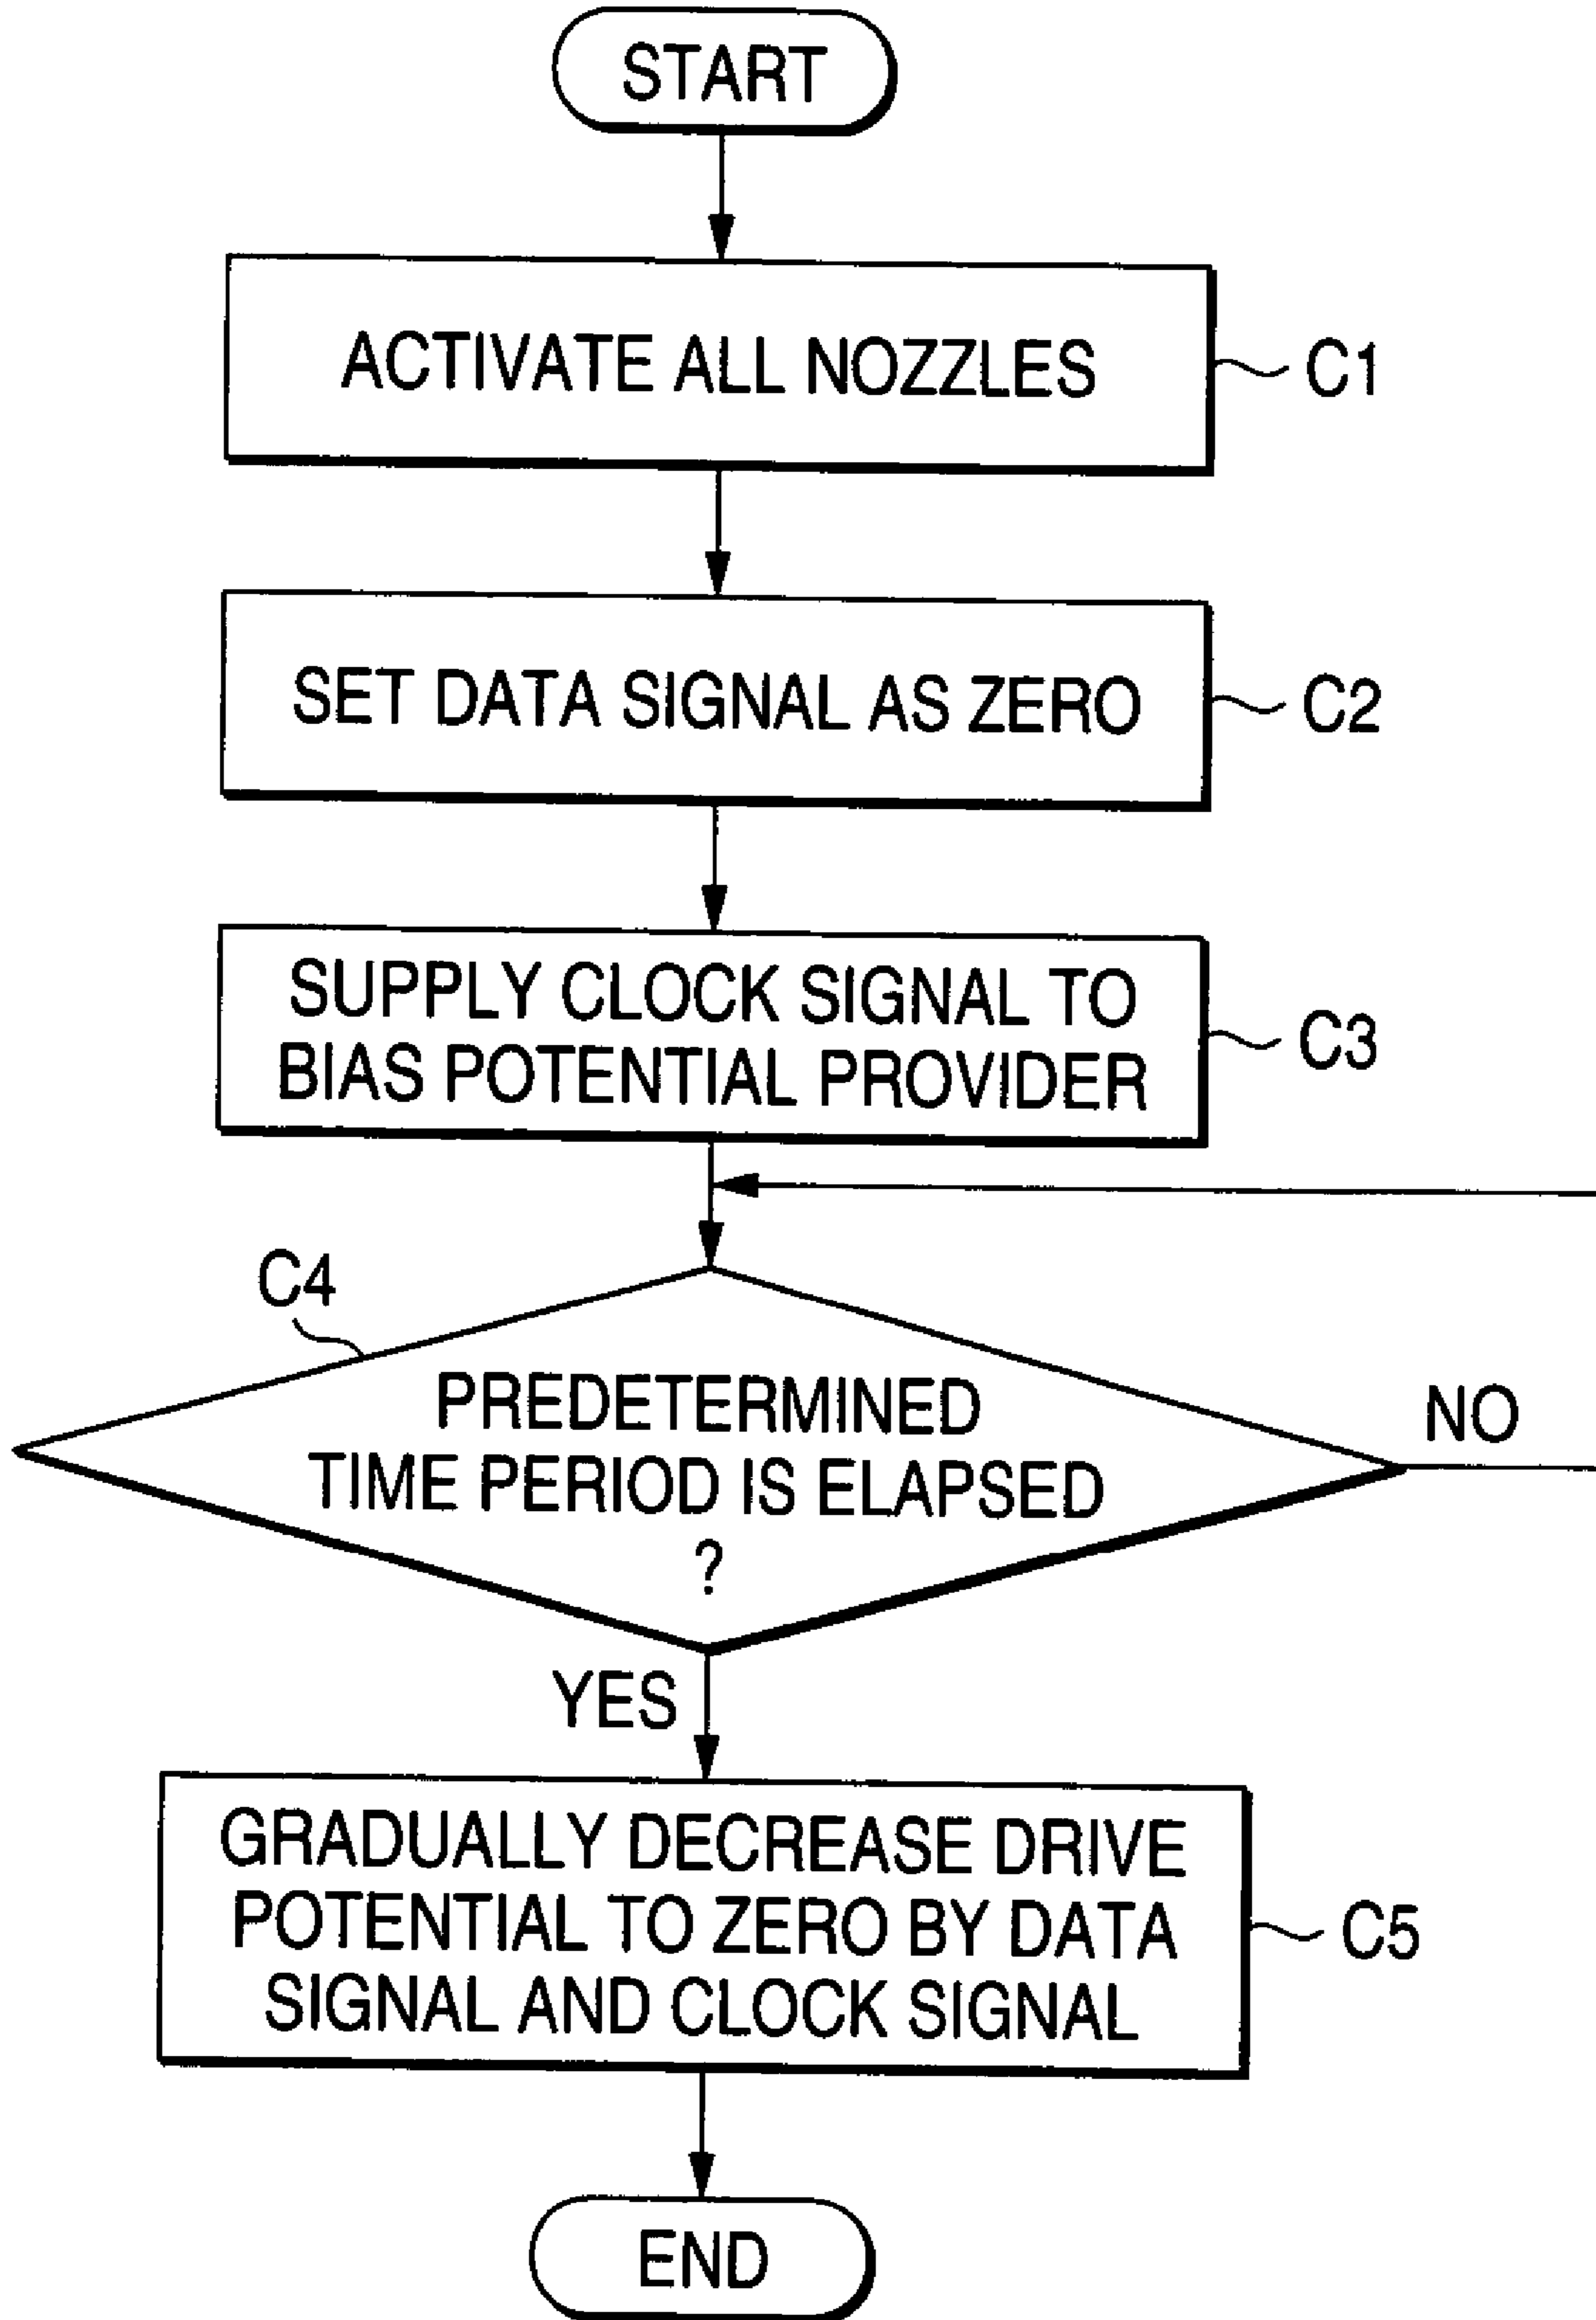 START
ACTIVATE ALL NOZZLES
C1
SET DATA SIGNAL AS ZERO
C2
SUPPLY CLOCK SIGNAL TO
BIAS POTENTIAL PROVIDER
C3
C4
PREDETERMINED
TIME PERIOD IS ELAPSED
?
NO
YES
GRADUALLY DECREASE DRIVE
POTENTIAL TO ZERO BY DATA
SIGNAL AND CLOCK SIGNAL
C5
END